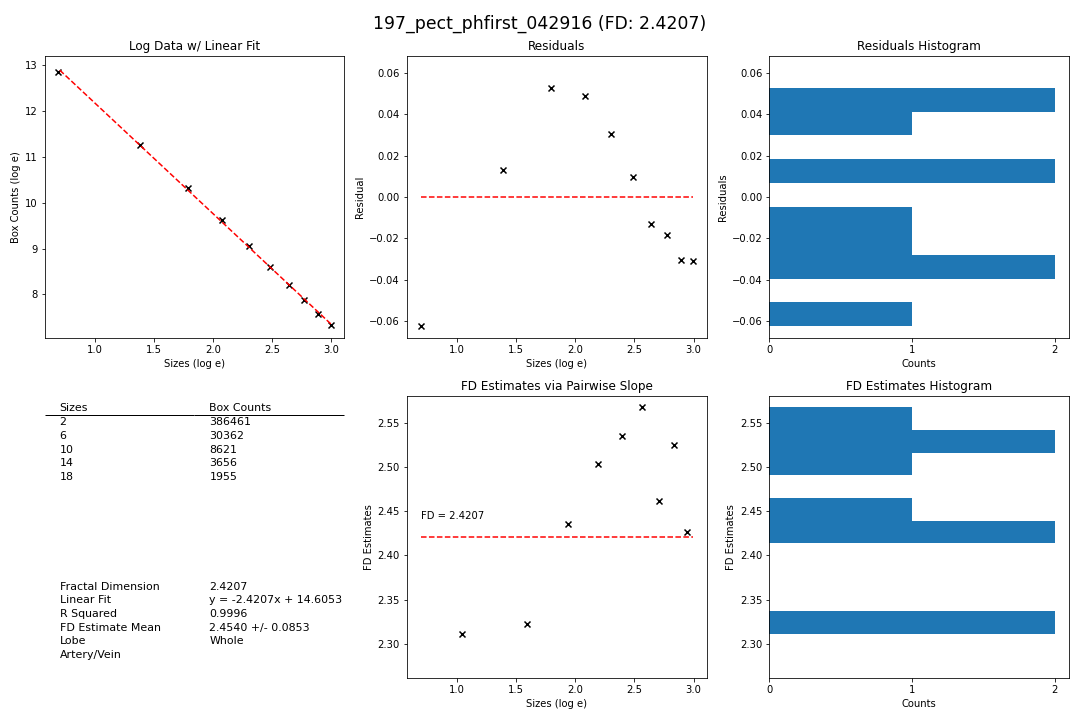 197_pect_phfirst_042916 (FD: 2.4207)
Log Data w/ Linear Fit
13
12
11
10
9
8
Box Counts (log e)
1.0 1.5 2.0 2.5 3.0
Sizes (log e)
Residuals
0.06
0.04
0.02
0.00
−0.02
−0.04
−0.06
Residual
1.0 1.5 2.0 2.5 3.0
Sizes (log e)
Residuals Histogram
0.06
0.04
0.02
0.00
−0.02
−0.04
−0.06
Residuals
0 1 2
Counts
Sizes Box Counts
2 386461
6 30362
10 8621
14 3656
18 1955
Fractal Dimension 2.4207
Linear Fit y = -2.4207x + 14.6053
R Squared 0.9996
FD Estimate Mean 2.4540 +/- 0.0853
Lobe Whole
Artery/Vein
FD Estimates via Pairwise Slope
2.55
2.50
2.45
2.40
2.35
2.30
FD Estimates
FD = 2.4207
1.0 1.5 2.0 2.5 3.0
Sizes (log e)
FD Estimates Histogram
2.55
2.50
2.45
2.40
2.35
2.30
FD Estimates
0 1 2
Counts